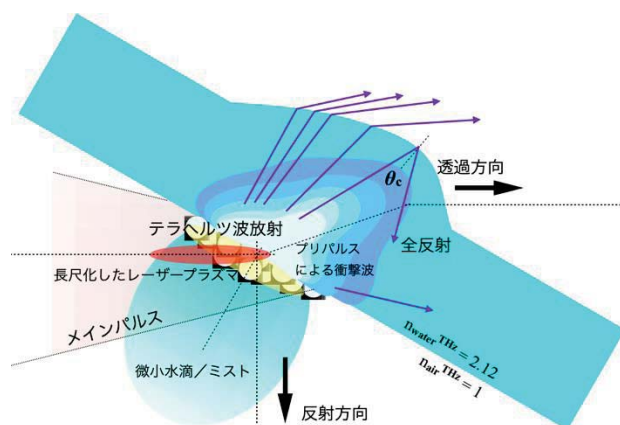 θc
透過方向
テラヘルツ波放射
全反射
プリパルス
による衝撃波
長尺化したレーザープラズマ
メインパルス
微小水滴／ミスト
nwater THz = 2.12
nair THz = 1
反射方向